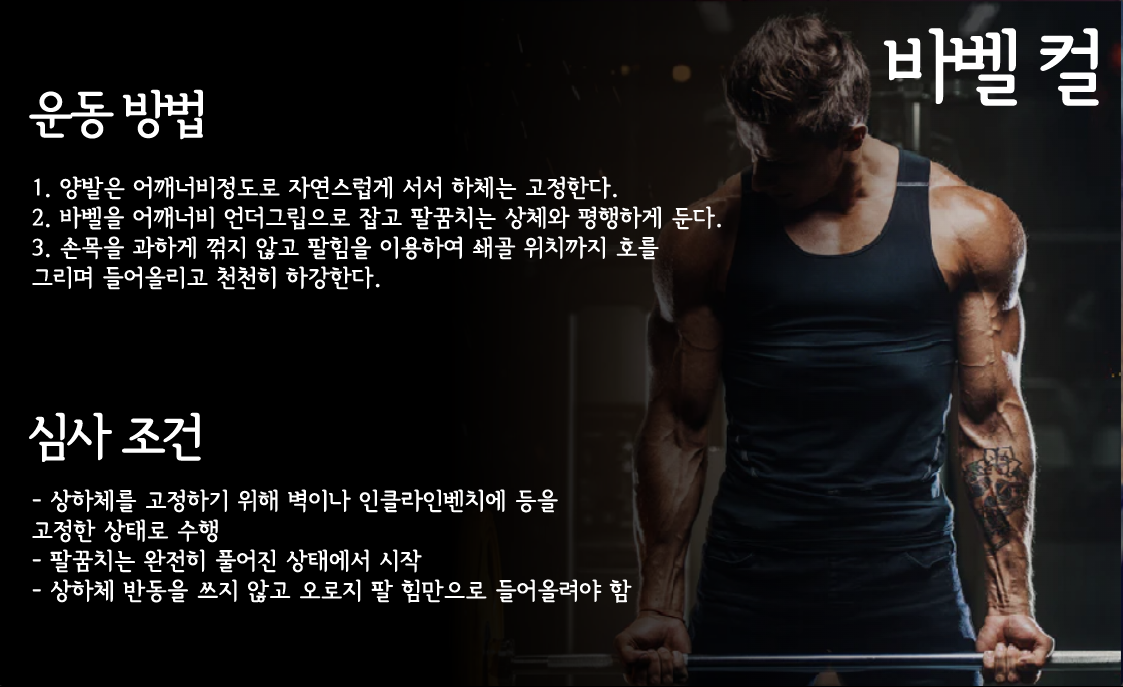 바벨 컬
운동 방법
1. 양발은 어깨너비정도로 자연스럽게 서서 하체는 고정한다.
2. 바벨을 어깨너비 언더그립으로 잡고 팔꿈치는 상체와 평행하게 둔다.
3. 손목을 과하게 꺾지 않고 팔힘을 이용하여 쇄골 위치까지 호를
그리며 들어올리고 천천히 하강한다.
심사 조건
- 상하체를 고정하기 위해 벽이나 인클라인벤치에 등을
고정한 상태로 수행
- 팔꿈치는 완전히 풀어진 상태에서 시작
- 상하체 반동을 쓰지 않고 오로지 팔 힘만으로 들어올려야 함